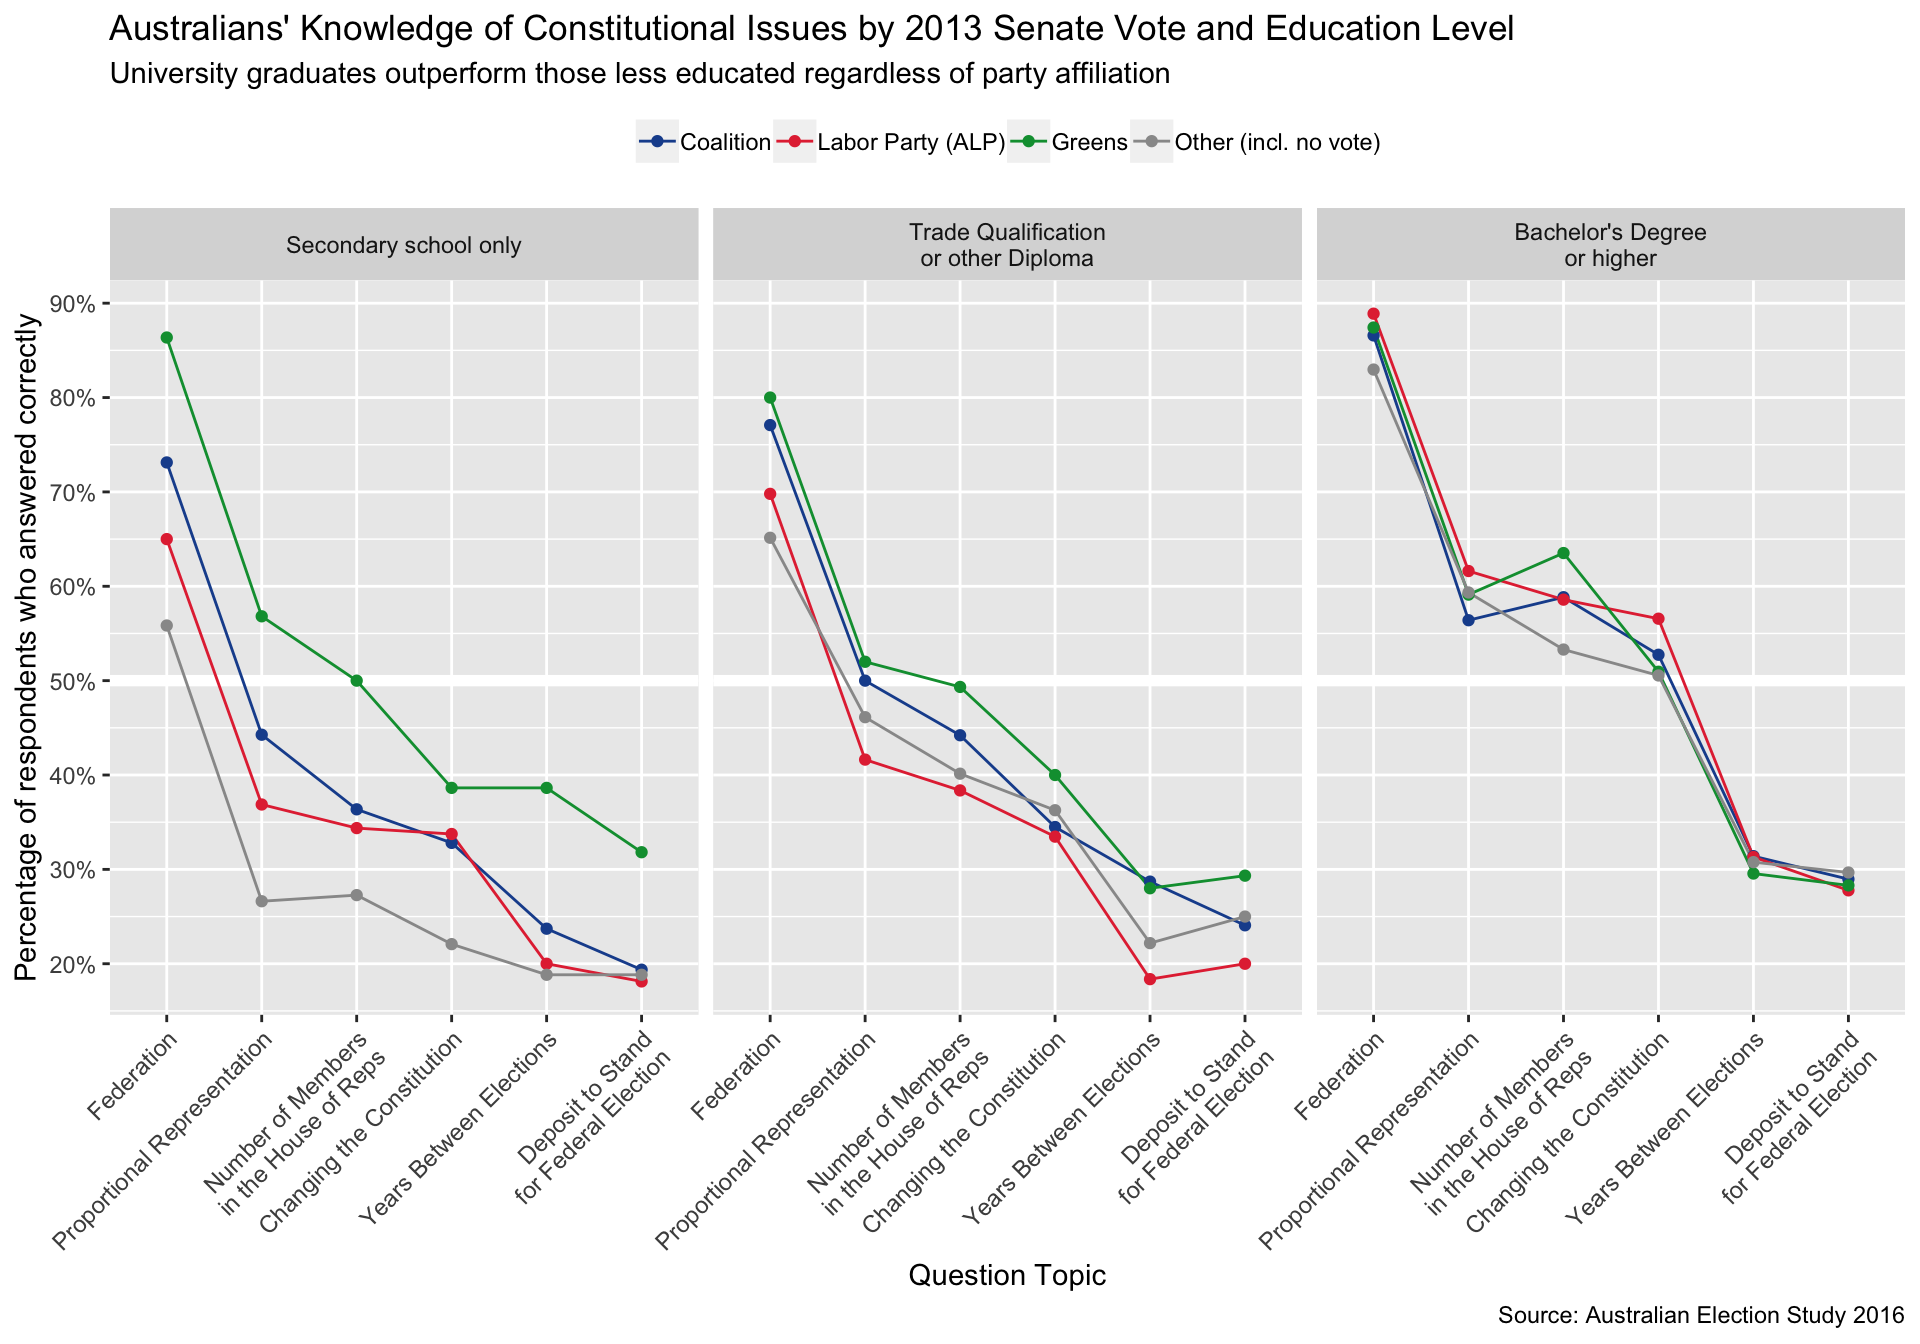 Australians' Knowledge of Constitutional Issues by 2013 Senate Vote and Education Level
University graduates outperform those less educated regardless of party affiliation
Coalition
Labor Party (ALP)
Greens
Other (incl. no vote)
Secondary school only
Trade Qualification
or other Diploma
Bachelor's Degree
or higher
Percentage of respondents who answered correctly
90%
80%
70%
60%
50%
40%
30%
20%
Federation
Proportional Representation
Number of Members
in the House of Reps
Changing the Constitution
Years Between Elections
Deposit to Stand
for Federal Election
Federation
Proportional Representation
Number of Members
in the House of Reps
Changing the Constitution
Years Between Elections
Deposit to Stand
for Federal Election
Federation
Proportional Representation
Number of Members
in the House of Reps
Changing the Constitution
Years Between Elections
Deposit to Stand
for Federal Election
Question Topic
Source: Australian Election Study 2016